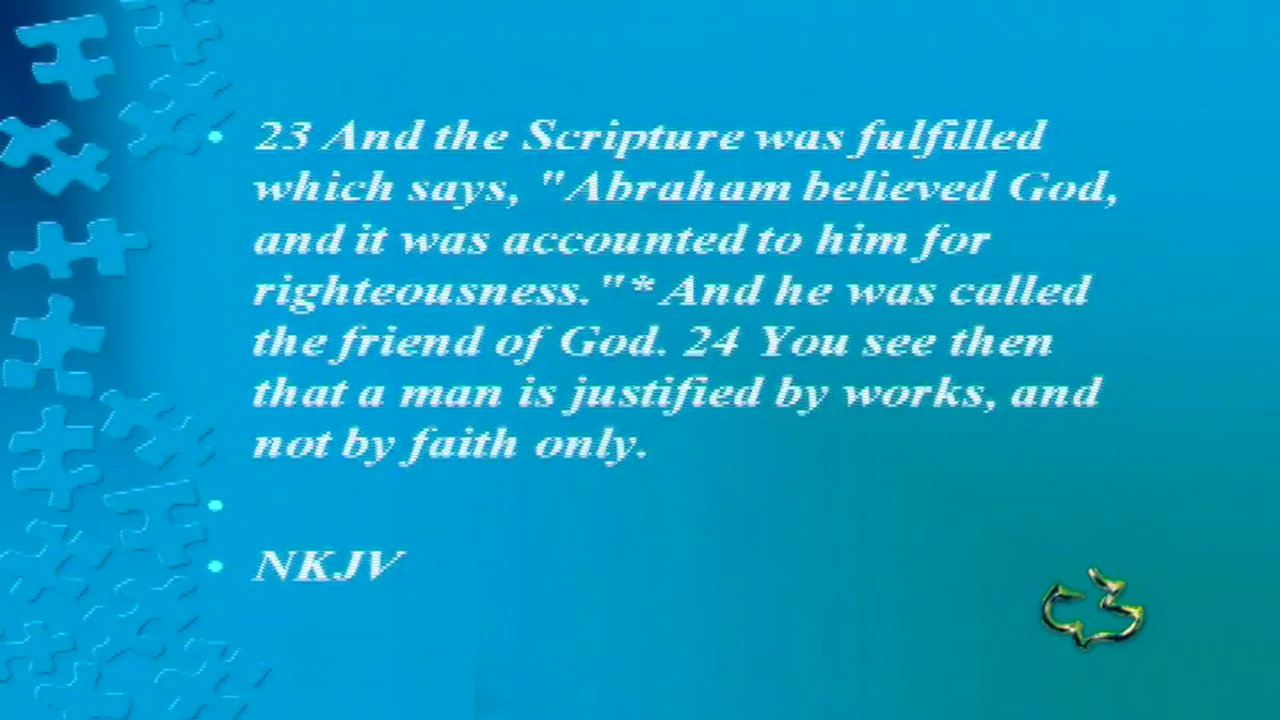 23 And the Scripture was fulfilled
which says, "Abraham believed God,
and it was accounted to him for
righteousness."* And he was called
the friend of God. 24 You see then
that a man is justified by works, and
not by faith only.
NKJV